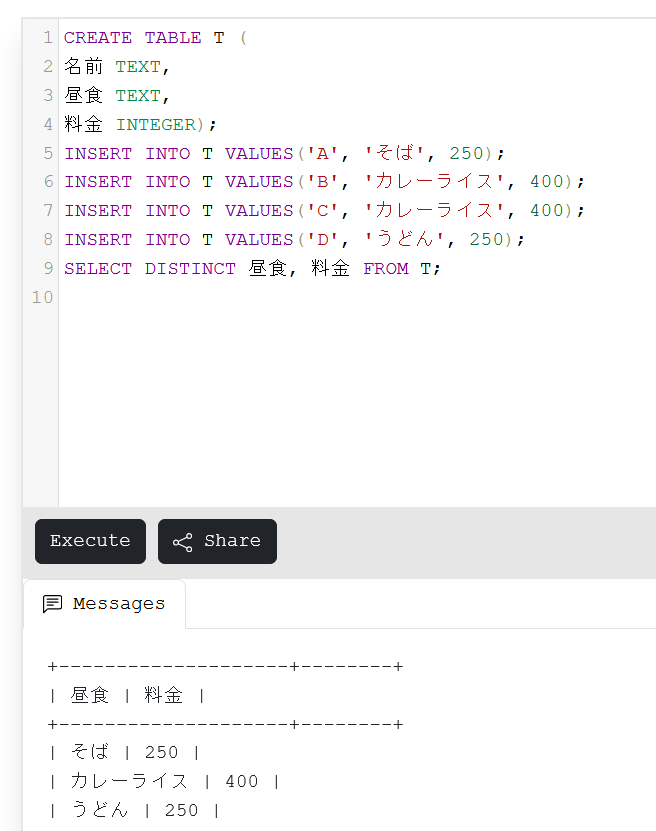 1 CREATE TABLE T (
2 名前 TEXT,
3 昼食 TEXT,
4 料金 INTEGER);
5 INSERT INTO T VALUES('A', 'そば', 250);
6 INSERT INTO T VALUES('B', 'カレーライス', 400);
7 INSERT INTO T VALUES('C', 'カレーライス', 400);
8 INSERT INTO T VALUES('D', 'うどん', 250);
9 SELECT DISTINCT 昼食, 料金 FROM T;
10
Execute Share
Messages
+--------------------+--------+
| 昼食 | 料金 |
+--------------------+--------+
| そば | 250 |
| カレーライス | 400 |
| うどん | 250 |